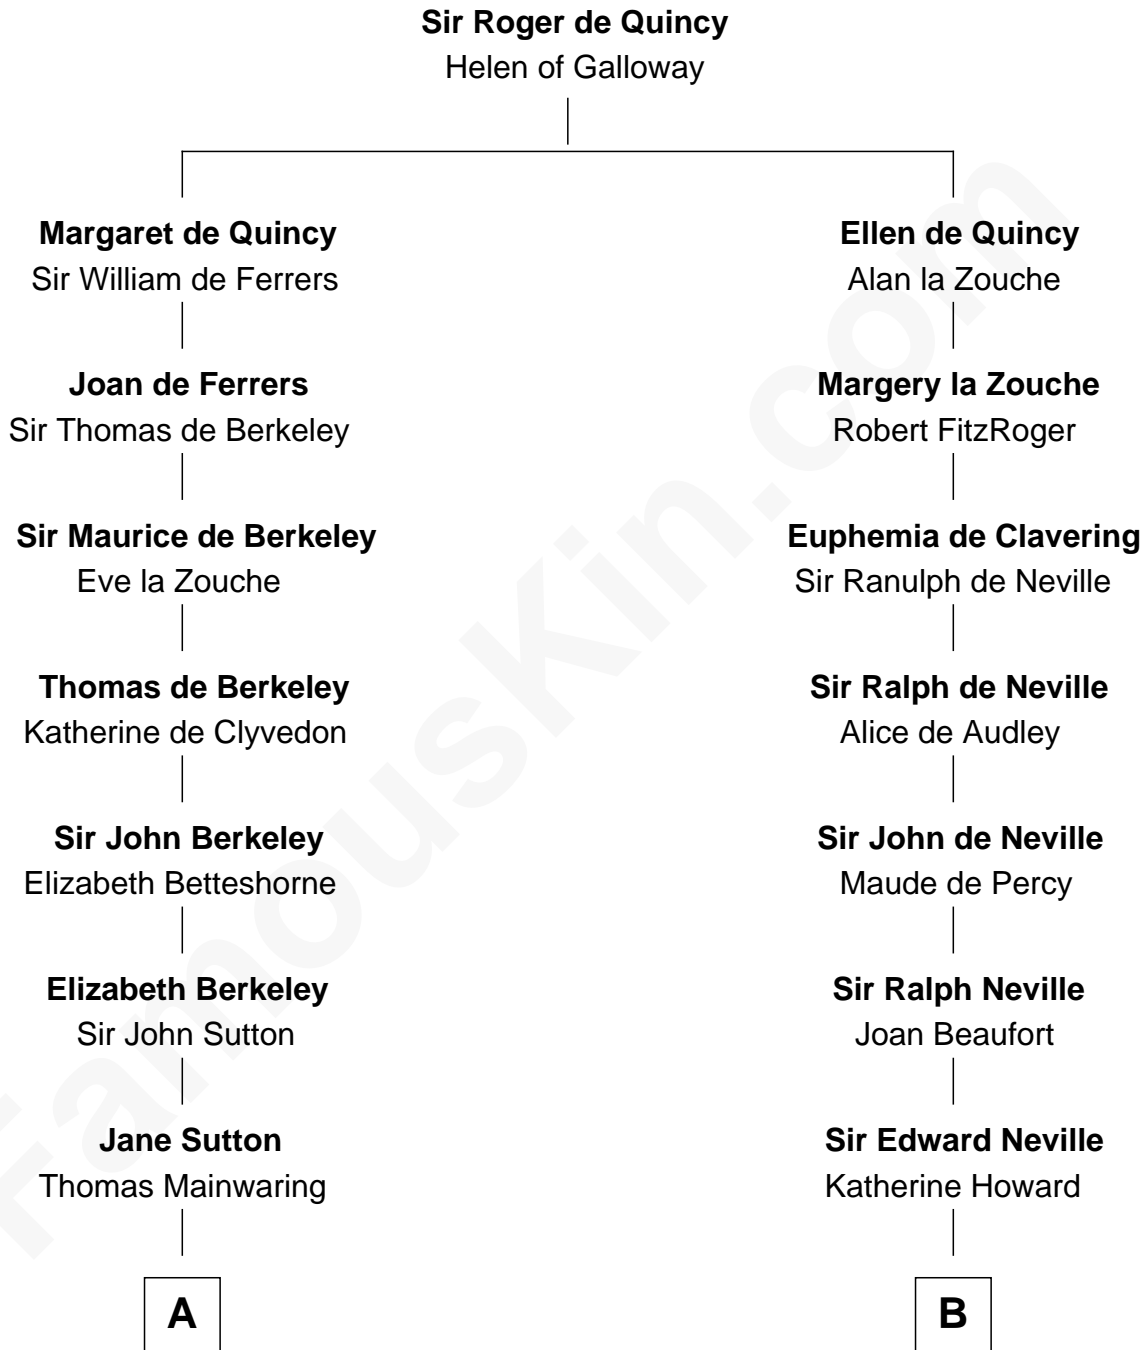 Sir Roger de Quincy
Helen of Galloway
Margaret de Quincy
Sir William de Ferrers
Ellen de Quincy
Alan la Zouche
Joan de Ferrers
Sir Thomas de Berkeley
Margery la Zouche
Robert FitzRoger
Sir Maurice de Berkeley
Eve la Zouche
Euphemia de Clavering
Sir Ranulph de Neville
Thomas de Berkeley
Katherine de Clyvedon
Sir Ralph de Neville
Alice de Audley
Sir John Berkeley
Elizabeth Betteshorne
Sir John de Neville
Maude de Percy
Elizabeth Berkeley
Sir John Sutton
Sir Ralph Neville
Joan Beaufort
Jane Sutton
Thomas Mainwaring
Sir Edward Neville
Katherine Howard
A
B
FamousKin.com